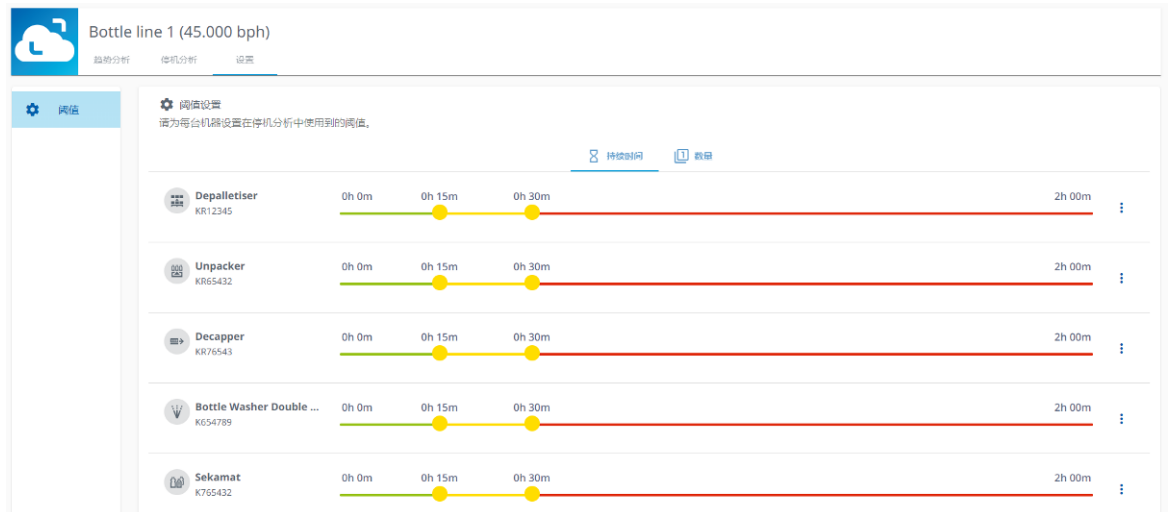 Bottle line 1 (45.000 bph)
趋势分析 停机分析 设置
阈值
阈值设置
请为每台机器设置在停机分析中使用到的阈值。
持续时间 1 数量
Depalletiser 0h 0m 0h 15m 0h 30m 2h 00m
KR12345
Unpacker 0h 0m 0h 15m 0h 30m 2h 00m
KR65432
Decapper 0h 0m 0h 15m 0h 30m 2h 00m
KR76543
Bottle Washer Double ... 0h 0m 0h 15m 0h 30m 2h 00m
K654789
Sekamat 0h 0m 0h 15m 0h 30m 2h 00m
K765432